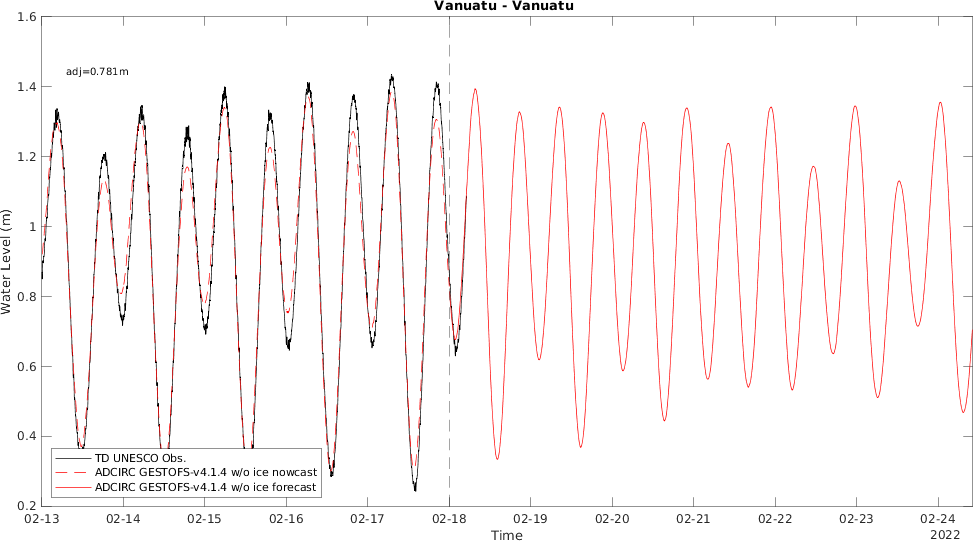 Vanuatu - Vanuatu
adj=0.781m
Water Level (m)
1.6
1.4
1.2
1
0.8
0.6
0.4
0.2
TD UNESCO Obs.
ADCIRC GESTOFS-v4.1.4 w/o ice nowcast
ADCIRC GESTOFS-v4.1.4 w/o ice forecast
02-13 02-14 02-15 02-16 02-17 02-18 02-19 02-20 02-21 02-22 02-23 02-24
2022
Time